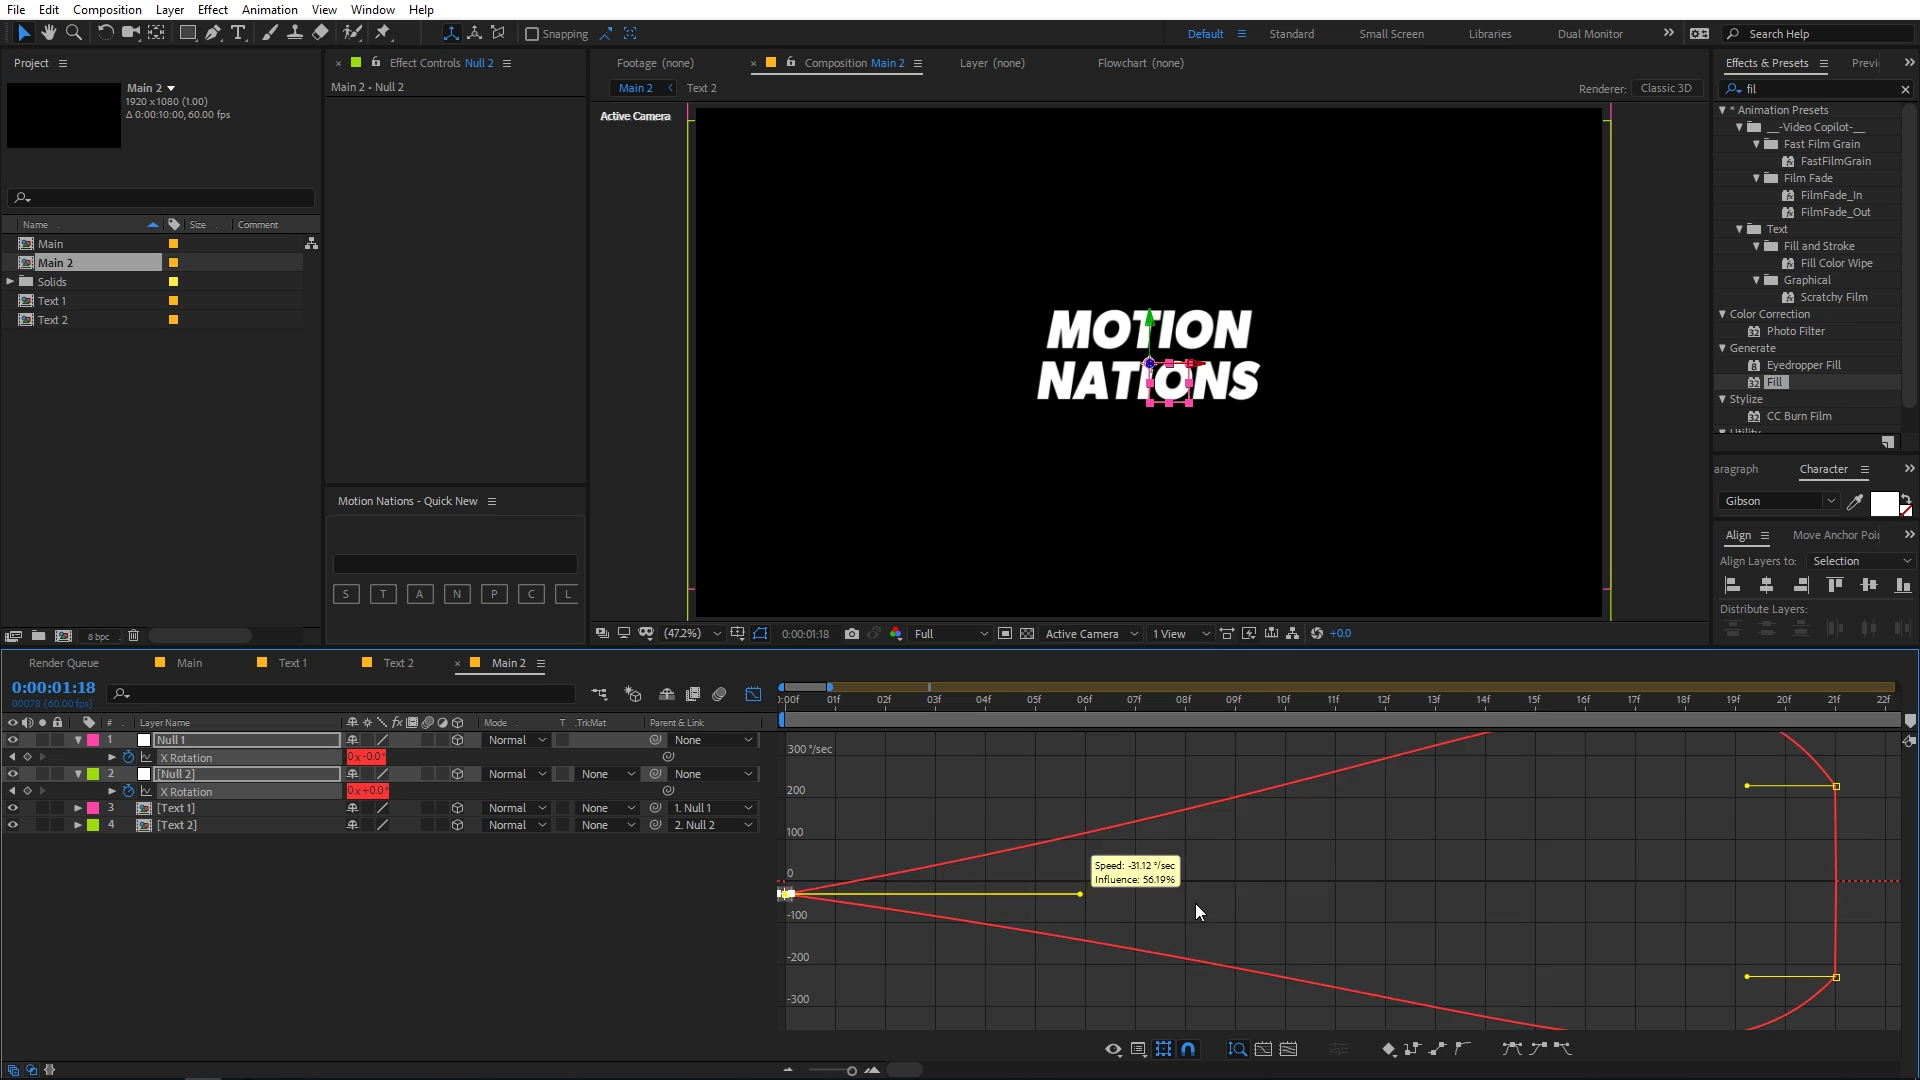 File Edit Composition Layer Effect Animation View Window Help
Snapping
Default Standard Small Screen Libraries Dual Monitor Search Help
Project
Main 2
1920 x1080 (1.00)
Δ 0:00:10:00, 60.00 fps
Name Size Comment
Main
Main 2
Solids
Text 1
Text 2
8 bpc
Effect Controls Null 2
Main 2 • Null 2
Motion Nations - Quick New
S T A N P C L
Footage (none) Composition Main 2 Layer (none) Flowchart (none)
Main 2 Text 2 Renderer: Classic 3D
Active Camera
MOTION
NATIONS
(47.2%) 0:00:01:18 Full Active Camera 1 View +0.0
Effects & Presets Previ
fil
* Animation Presets
__-Video Copilot-__
Fast Film Grain
FastFilmGrain
Film Fade
FilmFade_In
FilmFade_Out
Text
Fill and Stroke
Fill Color Wipe
Graphical
Scratchy Film
Color Correction
Photo Filter
Generate
Eyedropper Fill
Fill
Stylize
CC Burn Film
Utility
aragraph Character
Gibson
Align Move Anchor Poi
Align Layers to: Selection
Distribute Layers:
Render Queue Main Text 1 Text 2 Main 2
0:00:01:18
00078 (60.00 fps)
# Layer Name fx Mode T .TrkMat Parent & Link
1 Null 1 Normal None
X Rotation 0x-0.0°
2 [Null 2] Normal None None
X Rotation 0x+0.0°
3 [Text 1] Normal None 1. Null 1
4 [Text 2] Normal None 2. Null 2
):00f 01f 02f 03f 04f 05f 06f 07f 08f 09f 10f 11f 12f 13f 14f 15f 16f 17f 18f 19f 20f 21f 22f
300 °/sec
200
100
0
-100
-200
-300
Speed: -31.12 °/sec
Influence: 56.19%